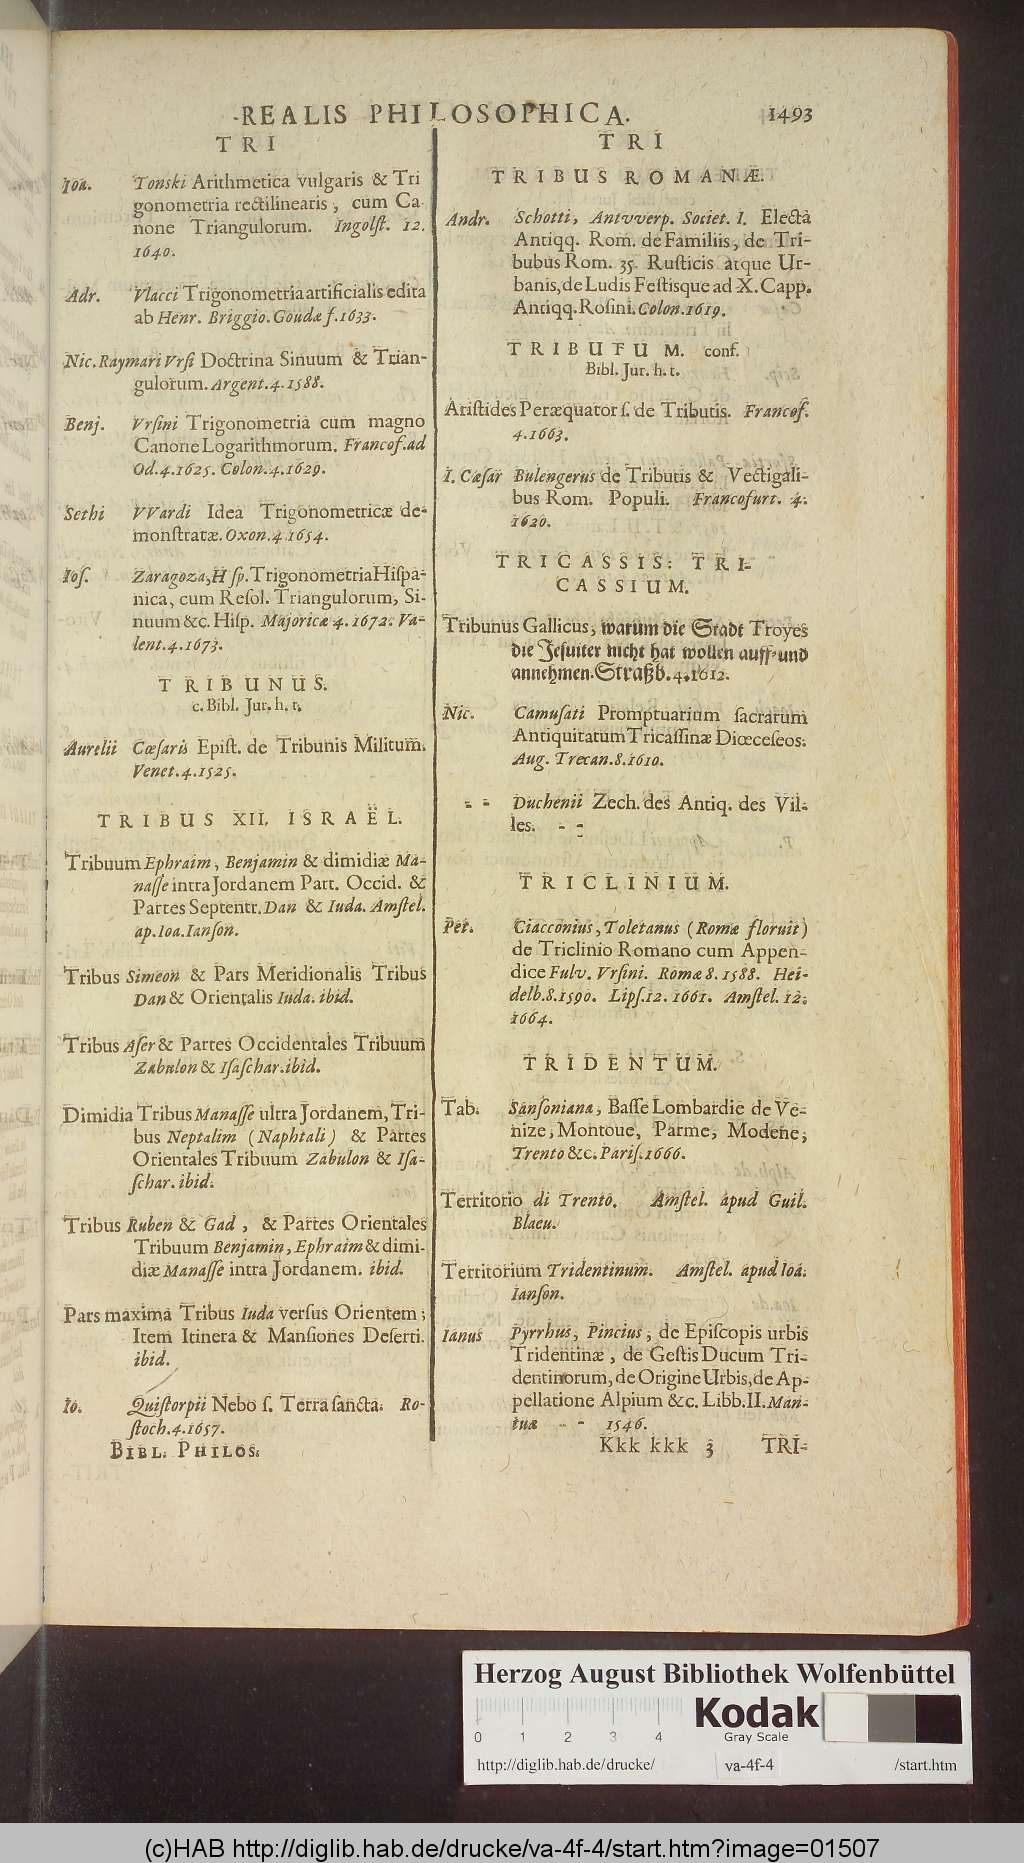 REALIS PHILOSOPHICA. 1493
TRI
Ioa. Tonski Arithmetica vulgaris & Tri
gonometria rectilinearis, cum Ca
none Triangulorum. Ingolſt. 12.
1640.
Adr. Vlacci Trigonometria artificialis edita
ab Henr. Briggio. Goudæ f. 1633.
Nic. Raymari Vrſi Doctrina Sinuum & Trian-
gulorum. Argent. 4. 1588.
Benj. Vrſini Trigonometria cum magno
Canone Logarithmorum. Francof. ad
Od. 4. 1625. Colon. 4. 1629.
Sethi VVardi Idea Trigonometricæ de-
monſtratæ. Oxon. 4 1654.
Ioſ. Zaragoza, Hſp. Trigonometria Hiſpa-
nica, cum Reſol. Triangulorum, Si-
nuum &c. Hiſp. Majoricæ 4. 1672. Va-
lent. 4. 1673.
TRIBUNUS.
c. Bibl. Jur. h. t.
Aurelii Cæſaris Epiſt. de Tribunis Militum.
Venet. 4. 1525.
TRIBUS XII. ISRAËL.
Tribuum Ephraim, Benjamin & dimidiæ Ma-
naſſe intra Jordanem Part. Occid. &
Partes Septentr. Dan & Iuda. Amſtel.
ap. Ioa. Ianſon.
Tribus Simeon & Pars Meridionalis Tribus
Dan & Orientalis Iuda. ibid.
Tribus Aſer & Partes Occidentales Tribuum
Zabulon & Iſaſchar. ibid.
Dimidia Tribus Manaſſe ultra Jordanem, Tri-
bus Neptalim (Naphtali) & Partes
Orientales Tribuum Zabulon & Iſa-
ſchar. ibid.
Tribus Ruben & Gad, & Partes Orientales
Tribuum Benjamin, Ephraim & dimi-
diæ Manaſſe intra Jordanem. ibid.
Pars maxima Tribus Iuda verſus Orientem;
Item Itinera & Manſiones Deſerti.
ibid.
Io. Quiſtorpii Nebo ſ. Terra ſancta. Ro-
ſtoch. 4. 1657.
BIBL. PHILOS.
TRI
TRIBUS ROMANÆ.
Andr. Schotti, Antvverp. Societ. I. Electa
Antiqq. Rom. de Familiis, de Tri-
bubus Rom. 35. Ruſticis atque Ur-
banis, de Ludis Feſtisque ad X. Capp.
Antiqq. Roſini. Colon. 1619.
TRIBUTUM. conf.
Bibl. Jur. h. t.
Ariſtides Peræquator ſ. de Tributis. Francof.
4. 1663.
I. Cæſar Bulengerus de Tributis & Vectigali-
bus Rom. Populi. Francofurt. 4.
1620.
TRICASSIS: TRI-
CASSIUM.
Tribunus Gallicus, warum die Stadt Troyes
die Jeſuiter nicht hat wollen auff- und
annehmen. Straßb. 4. 1612.
Nic. Camuſati Promptuarium ſacrarum
Antiquitatum Tricaſſinæ Diœceſeos.
Aug. Trecan. 8. 1610.
- - Duchenii Zech. des Antiq. des Vil-
les. - -
TRICLINIUM.
Pet. Ciacconius, Toletanus (Romæ floruit)
de Triclinio Romano cum Appen-
dice Fulv. Vrſini. Romæ 8. 1588. Hei-
delb. 8. 1590. Lipſ. 12. 1661. Amſtel. 12.
1664.
TRIDENTUM.
Tab. Sanſoniana, Baſſe Lombardie de Ve-
nize, Montoue, Parme, Modene,
Trento &c. Pariſ. 1666.
Territorio di Trento. Amſtel. apud Guil.
Blaeu.
Territorium Tridentinum. Amſtel. apud Ioa.
Ianſon.
Ianus Pyrrhus, Pincius, de Epiſcopis urbis
Tridentinæ, de Geſtis Ducum Tri-
dentinorum, de Origine Urbis, de Ap-
pellatione Alpium &c. Libb. II. Man-
tuæ - - 1546.
Kkk kkk 3 TRI-
Herzog August Bibliothek Wolfenbüttel
Kodak
Gray Scale
0 1 2 3 4
http://diglib.hab.de/drucke/ va-4f-4 /start.htm
(c)HAB http://diglib.hab.de/drucke/va-4f-4/start.htm?image=01507